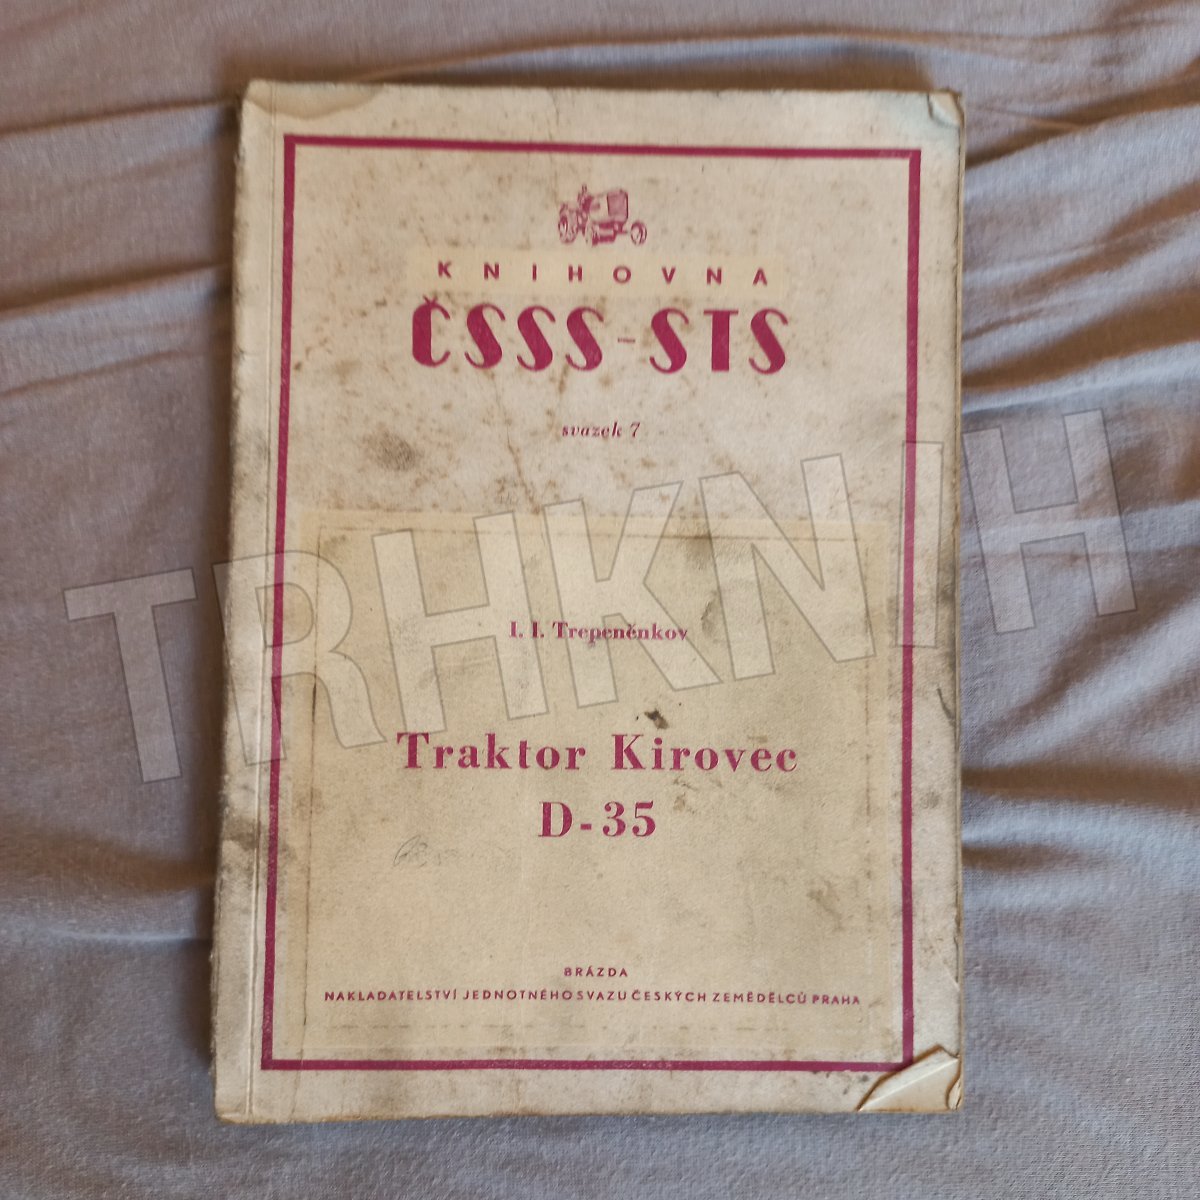 KNIHOVNA
ČSSS-STS
svazek 7
I. I. Trepeněnkov
Traktor Kirovec
D-35
BRÁZDA
NAKLADATELSTVÍ JEDNOTNÉHO SVAZU ČESKÝCH ZEMĚDĚLCŮ PRAHA
TRHKNIH